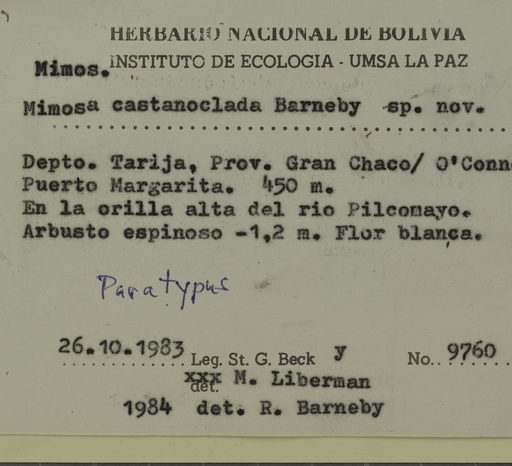 HERBARIO NACIONAL DE BOLIVIA
Mimos. INSTITUTO DE ECOLOGIA - UMSA LA PAZ
Mimosa castanoclada Barneby sp. nov.
Depto. Tarija, Prov. Gran Chaco/ O'Conn
Puerto Margarita. 450 m.
En la orilla alta del rio Pilcomayo.
Arbusto espinoso -1,2 m. Flor blanca.
Paratypus
26.10.1983 Leg. St. G. Beck y No. 9760
xxx det. M. Liberman
1984 det. R. Barneby